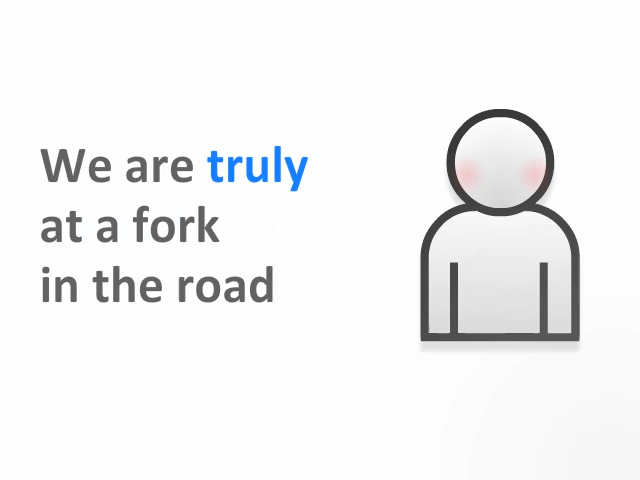 We are truly
at a fork
in the road